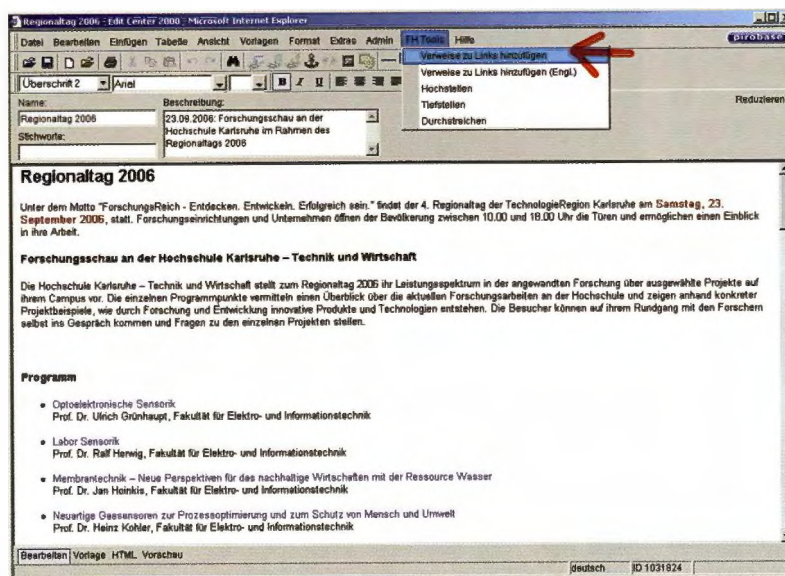 Regionaltag 2006 - Edit Center 2000 - Microsoft Internet Explorer
Datei Bearbeiten Einfügen Tabelle Ansicht Vorlagen Format Extras Admin FH Tools Hilfe
pirobase
Verweise zu Links hinzufügen
Verweise zu Links hinzufügen (Engl.)
Hochstellen
Tiefstellen
Durchstreichen
Überschrift 2 Arial B I U
Reduzieren
Name: Beschreibung:
Regionaltag 2006 23.09.2006: Forschungsschau an der
Hochschule Karlsruhe im Rahmen des
Stichworte: Regionaltags 2006
Regionaltag 2006
Unter dem Motto "ForschungsReich - Entdecken. Entwickeln. Erfolgreich sein." findet der 4. Regionaltag der TechnologieRegion Karlsruhe am Samstag, 23.
September 2006, statt. Forschungseinrichtungen und Unternehmen öffnen der Bevölkerung zwischen 10.00 und 18.00 Uhr die Türen und ermöglichen einen Einblick
in ihre Arbeit.
Forschungsschau an der Hochschule Karlsruhe – Technik und Wirtschaft
Die Hochschule Karlsruhe – Technik und Wirtschaft stellt zum Regionaltag 2006 ihr Leistungsspektrum in der angewandten Forschung über ausgewählte Projekte auf
ihrem Campus vor. Die einzelnen Programmpunkte vermitteln einen Überblick über die aktuellen Forschungsarbeiten an der Hochschule und zeigen anhand konkreter
Projektbeispiele, wie durch Forschung und Entwicklung innovative Produkte und Technologien entstehen. Die Besucher können auf ihrem Rundgang mit den Forschern
selbst ins Gespräch kommen und Fragen zu den einzelnen Projekten stellen.
Programm
Optoelektronische Sensorik
Prof. Dr. Ulrich Grünhaupt, Fakultät für Elektro- und Informationstechnik
Labor Sensorik
Prof. Dr. Ralf Herwig, Fakultät für Elektro- und Informationstechnik
Membrantechnik – Neue Perspektiven für das nachhaltige Wirtschaften mit der Ressource Wasser
Prof. Dr. Jan Hoinkis, Fakultät für Elektro- und Informationstechnik
Neuartige Gassensoren zur Prozessoptimierung und zum Schutz von Mensch und Umwelt
Prof. Dr. Heinz Kohler, Fakultät für Elektro- und Informationstechnik
Bearbeiten Vorlage HTML Vorschau
deutsch ID 1031824